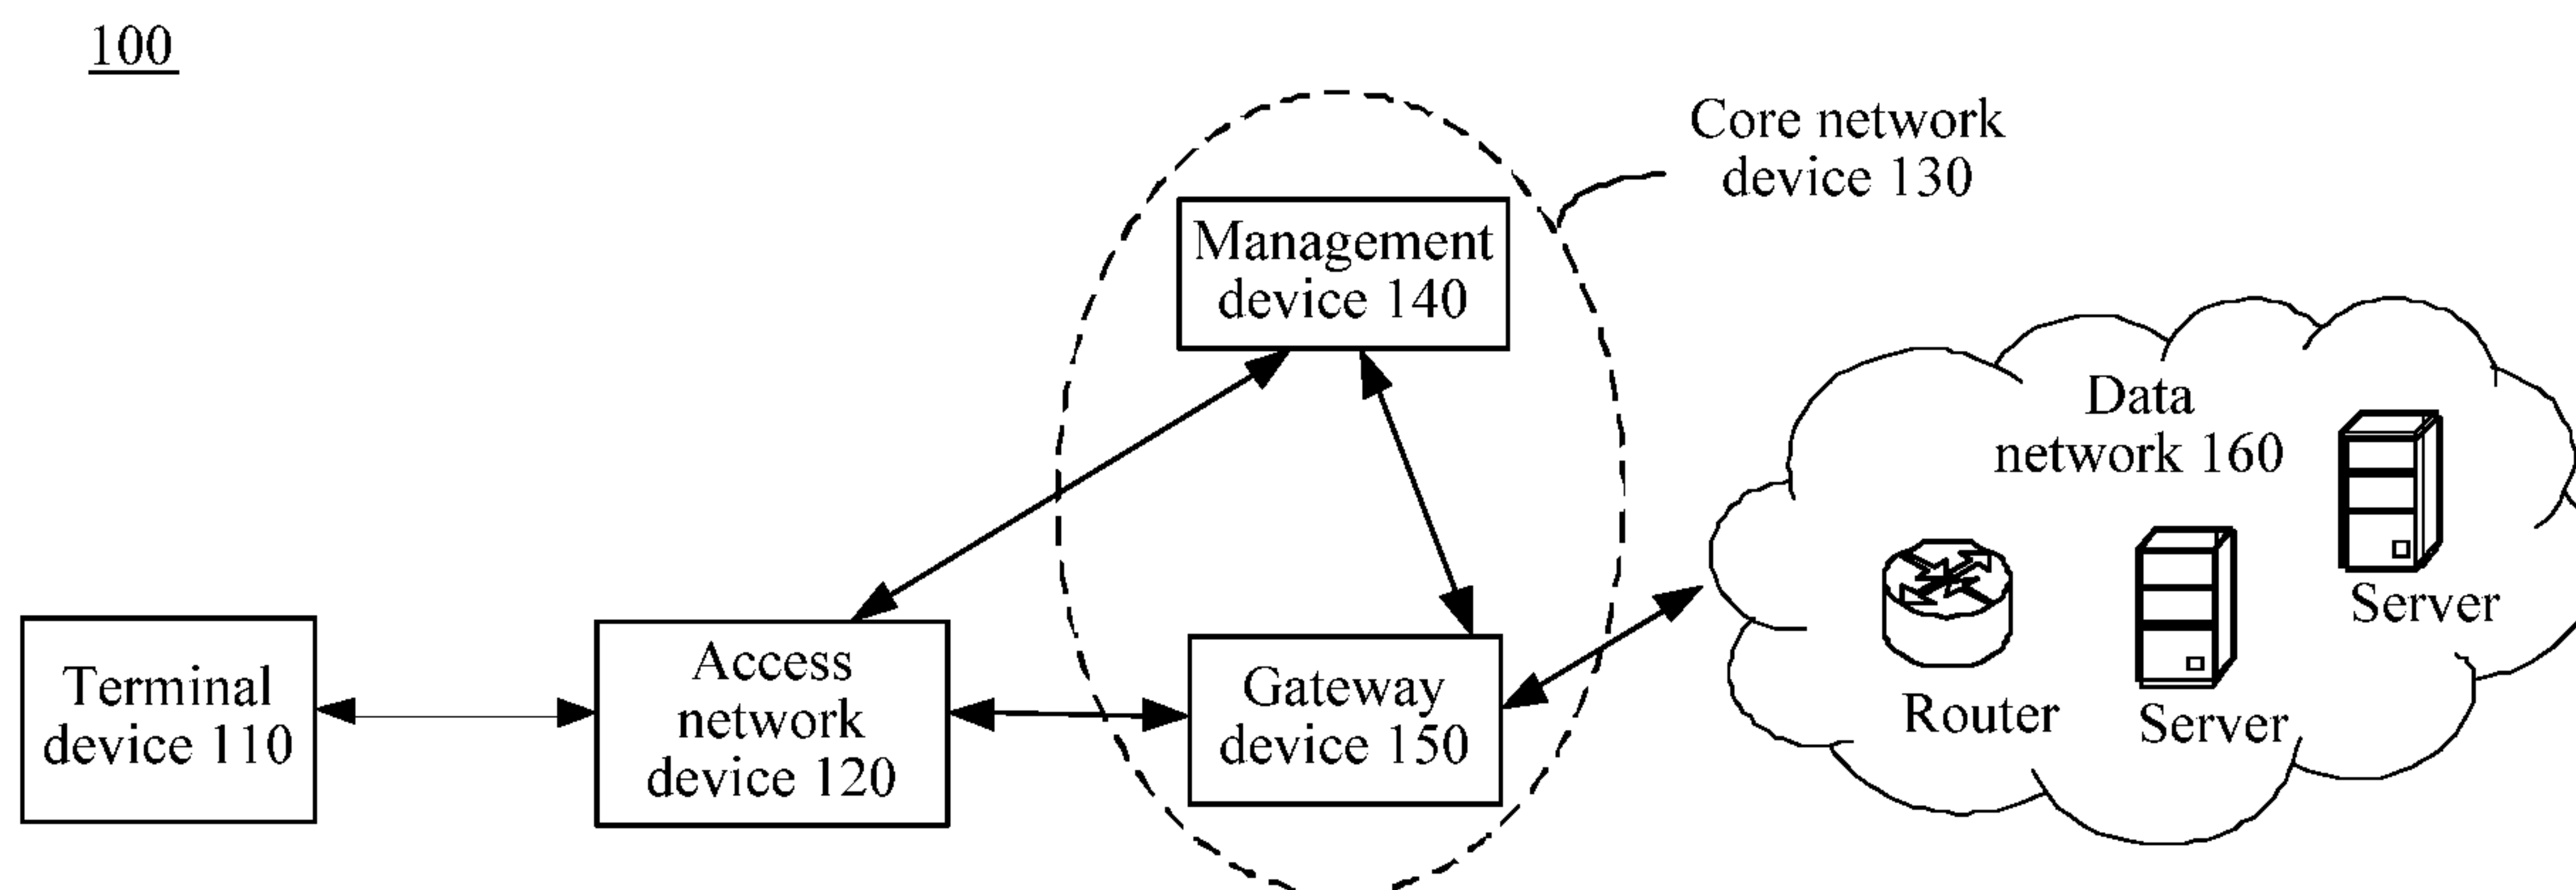 100
Core network
device 130
Management
device 140
Data
network 160
Server
Terminal
device 110
Access
network
device 120
Gateway
device 150
Router
Server